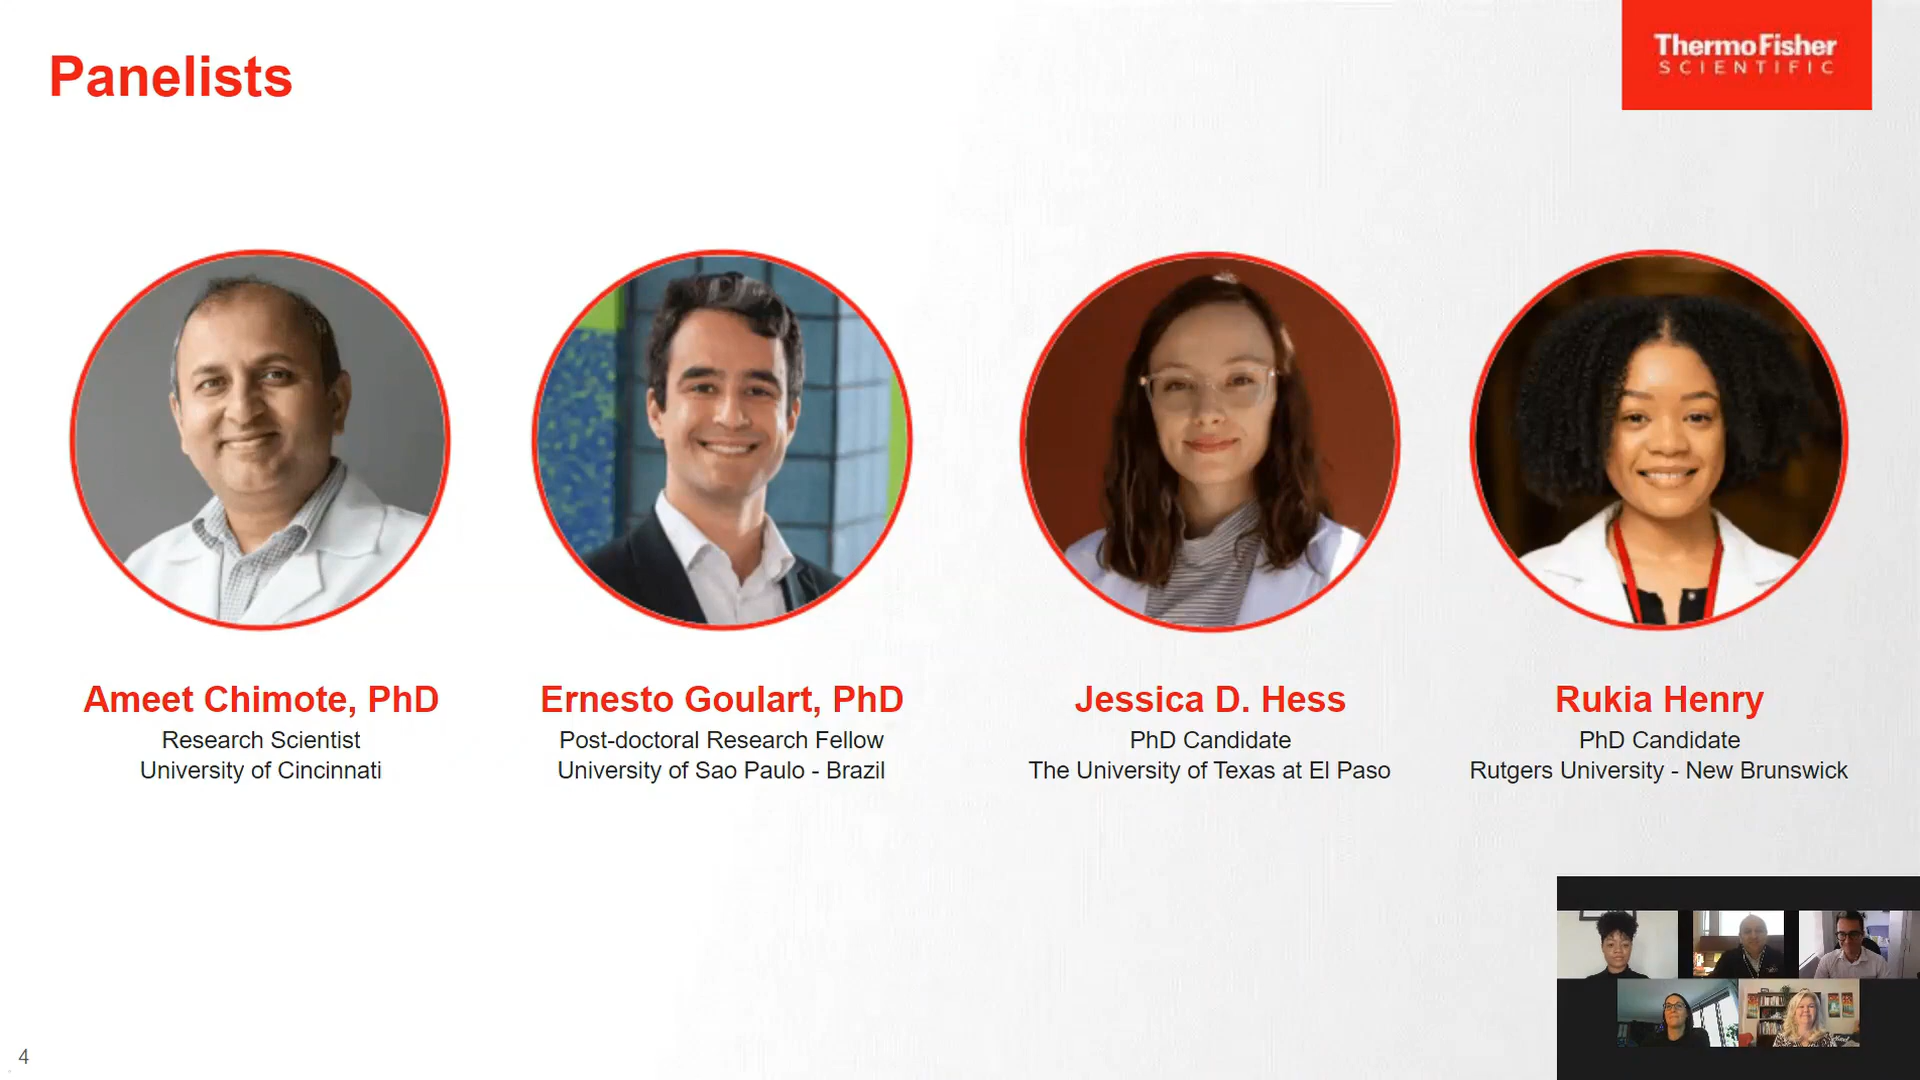 Panelists
ThermoFisher
SCIENTIFIC
Ameet Chimote, PhD
Research Scientist
University of Cincinnati
Ernesto Goulart, PhD
Post-doctoral Research Fellow
University of Sao Paulo - Brazil
Jessica D. Hess
PhD Candidate
The University of Texas at El Paso
Rukia Henry
PhD Candidate
Rutgers University - New Brunswick
4